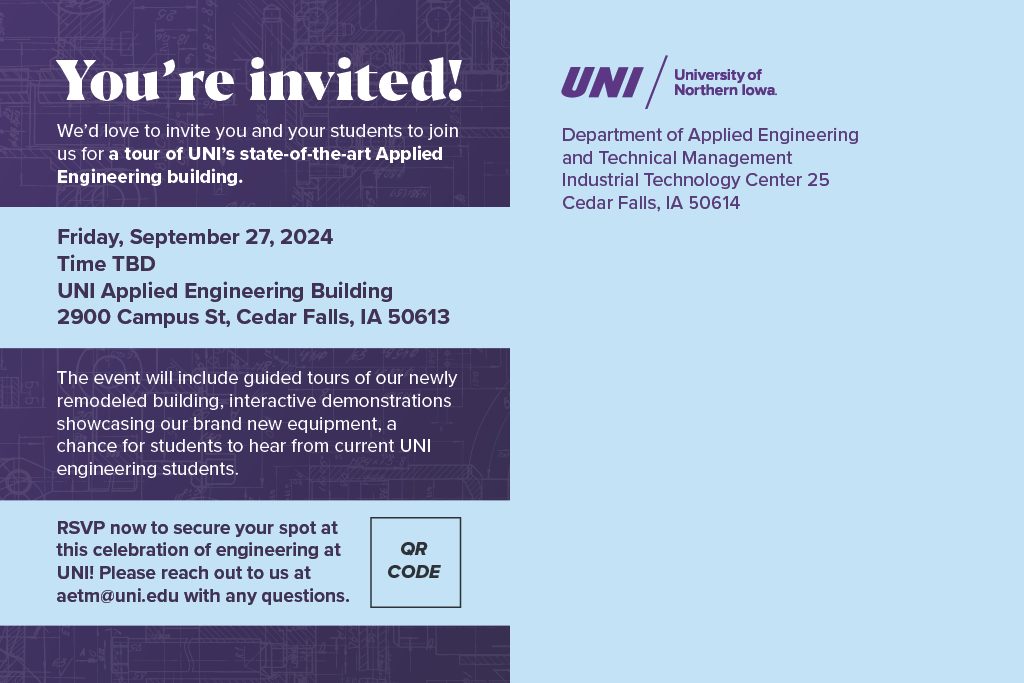 You're invited!
We'd love to invite you and your students to join
us for a tour of UNI's state-of-the-art Applied
Engineering building.
Friday, September 27, 2024
Time TBD
UNI Applied Engineering Building
2900 Campus St, Cedar Falls, IA 50613
The event will include guided tours of our newly
remodeled building, interactive demonstrations
showcasing our brand new equipment, a
chance for students to hear from current UNI
engineering students.
RSVP now to secure your spot at
this celebration of engineering at
UNI! Please reach out to us at
aetm@uni.edu with any questions.
QR
CODE
UNI
University of
Northern Iowa.
Department of Applied Engineering
and Technical Management
Industrial Technology Center 25
Cedar Falls, IA 50614